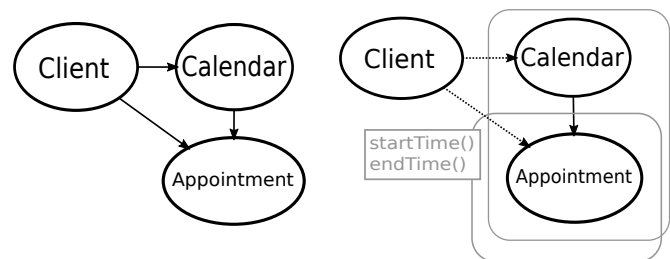 Client
Calendar
Appointment
Client
Calendar
startTime()
endTime()
Appointment